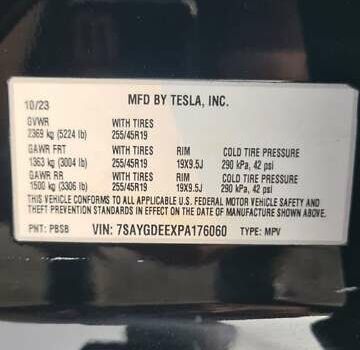 10/23 MFD BY TESLA, INC.
GVWR WITH TIRES
2369 kg (5224 lb) 255/45R19
GAWR FRT WITH TIRES RIM COLD TIRE PRESSURE
1363 kg (3004 lb) 255/45R19 19X9.5J 290 kPa, 42 psi
GAWR RR WITH TIRES RIM COLD TIRE PRESSURE
1500 kg (3306 lb) 255/45R19 19X9.5J 290 kPa, 42 psi
THIS VEHICLE CONFORMS TO ALL APPLICABLE U.S. FEDERAL MOTOR VEHICLE SAFETY AND
THEFT PREVENTION STANDARDS IN EFFECT ON THE DATE OF MANUFACTURE SHOWN ABOVE.
PNT: PBSB VIN: 7SAYGDEEXPA176060 TYPE: MPV